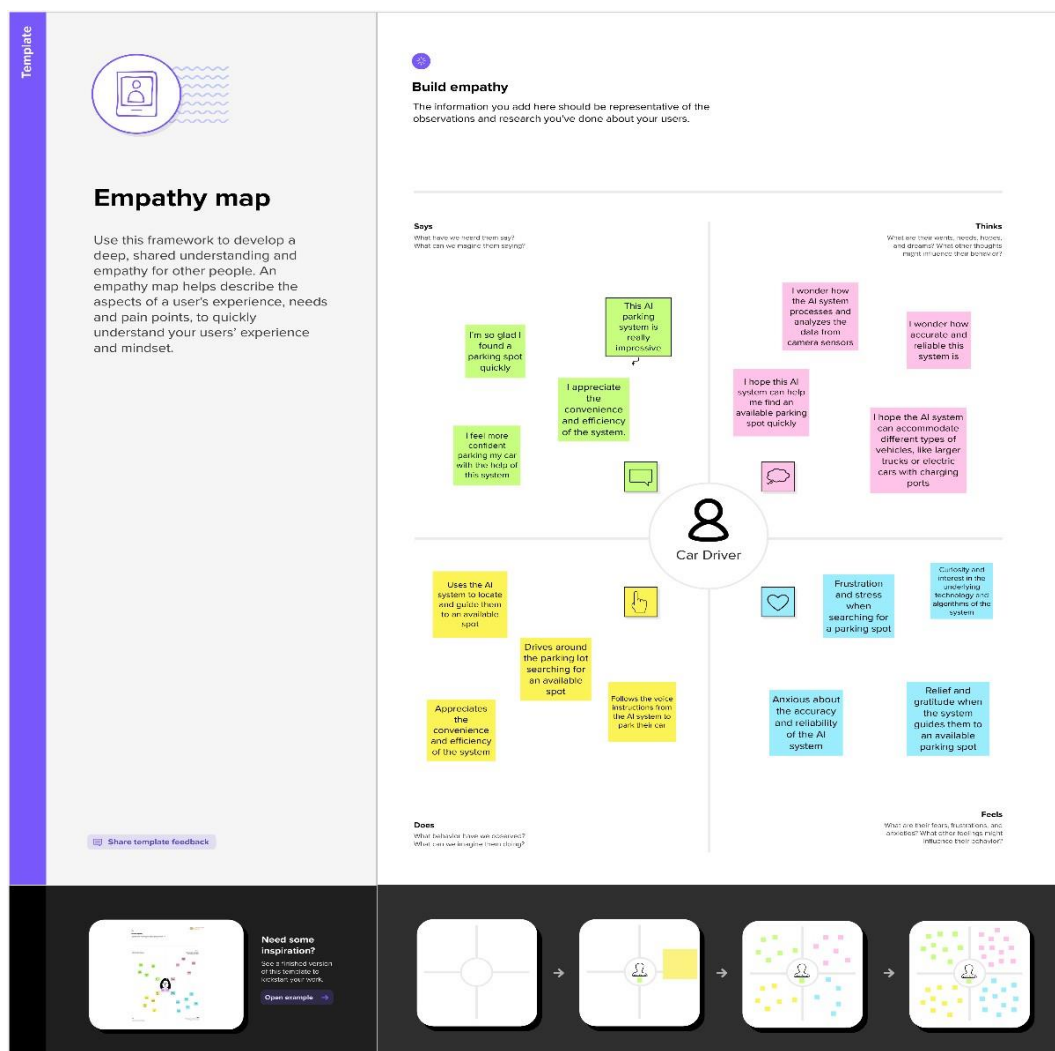 Template
Empathy map
Use this framework to develop a
deep, shared understanding and
empathy for other people. An
empathy map helps describe the
aspects of a user's experience, needs
and pain points, to quickly
understand your users' experience
and mindset.
Share template feedback
Build empathy
The information you add here should be representative of the
observations and research you've done about your users.
Says
What have we heard them say?
What can we imagine them saying?
I'm so glad I
found a
parking spot
quickly
This AI
parking
system is
really
impressive
I appreciate
the
convenience
and efficiency
of the system.
I feel more
confident
parking my car
with the help of
this system
Thinks
What are their wants, needs, hopes,
and dreams? What other thoughts
might influence their behavior?
I wonder how
the AI system
processes and
analyzes the
data from
camera sensors
I wonder how
accurate and
reliable this
system is
I hope this AI
system can help
me find an
available parking
spot quickly
I hope the AI system
can accommodate
different types of
vehicles, like larger
trucks or electric
cars with charging
ports
Car Driver
Uses the AI
system to locate
and guide them
to an available
spot
Drives around
the parking lot
searching for
an available
spot
Appreciates
the
convenience
and efficiency
of the system
Follows the voice
instructions from
the AI system to
park their car
Does
What behavior have we observed?
What can we imagine them doing?
Frustration
and stress
when
searching for
a parking spot
Curiosity and
interest in the
underlying
technology and
algorithms of the
system
Anxious about
the accuracy
and reliability
of the AI
system
Relief and
gratitude when
the system
guides them to
an available
parking spot
Feels
What are their fears, frustrations, and
anxieties? What other feelings might
influence their behavior?
Need some
inspiration?
See a finished version
of this template to
kickstart your work.
Open example